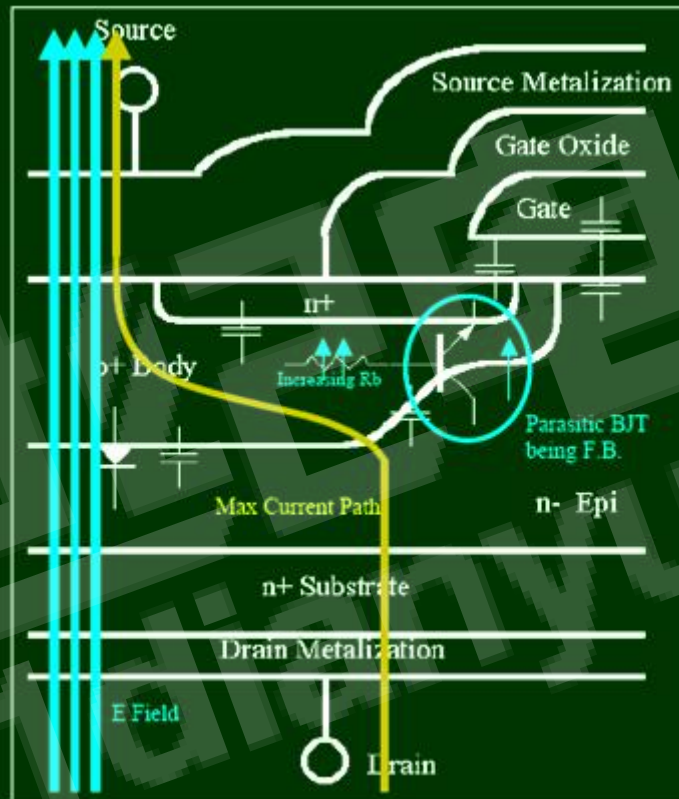 Source
Source Metalization
Gate Oxide
Gate
n+
p+ Body
Increasing Rb
Parasitic BJT
being F.B.
Max Current Path
n- Epi
n+ Substrate
Drain Metalization
E Field
Drain